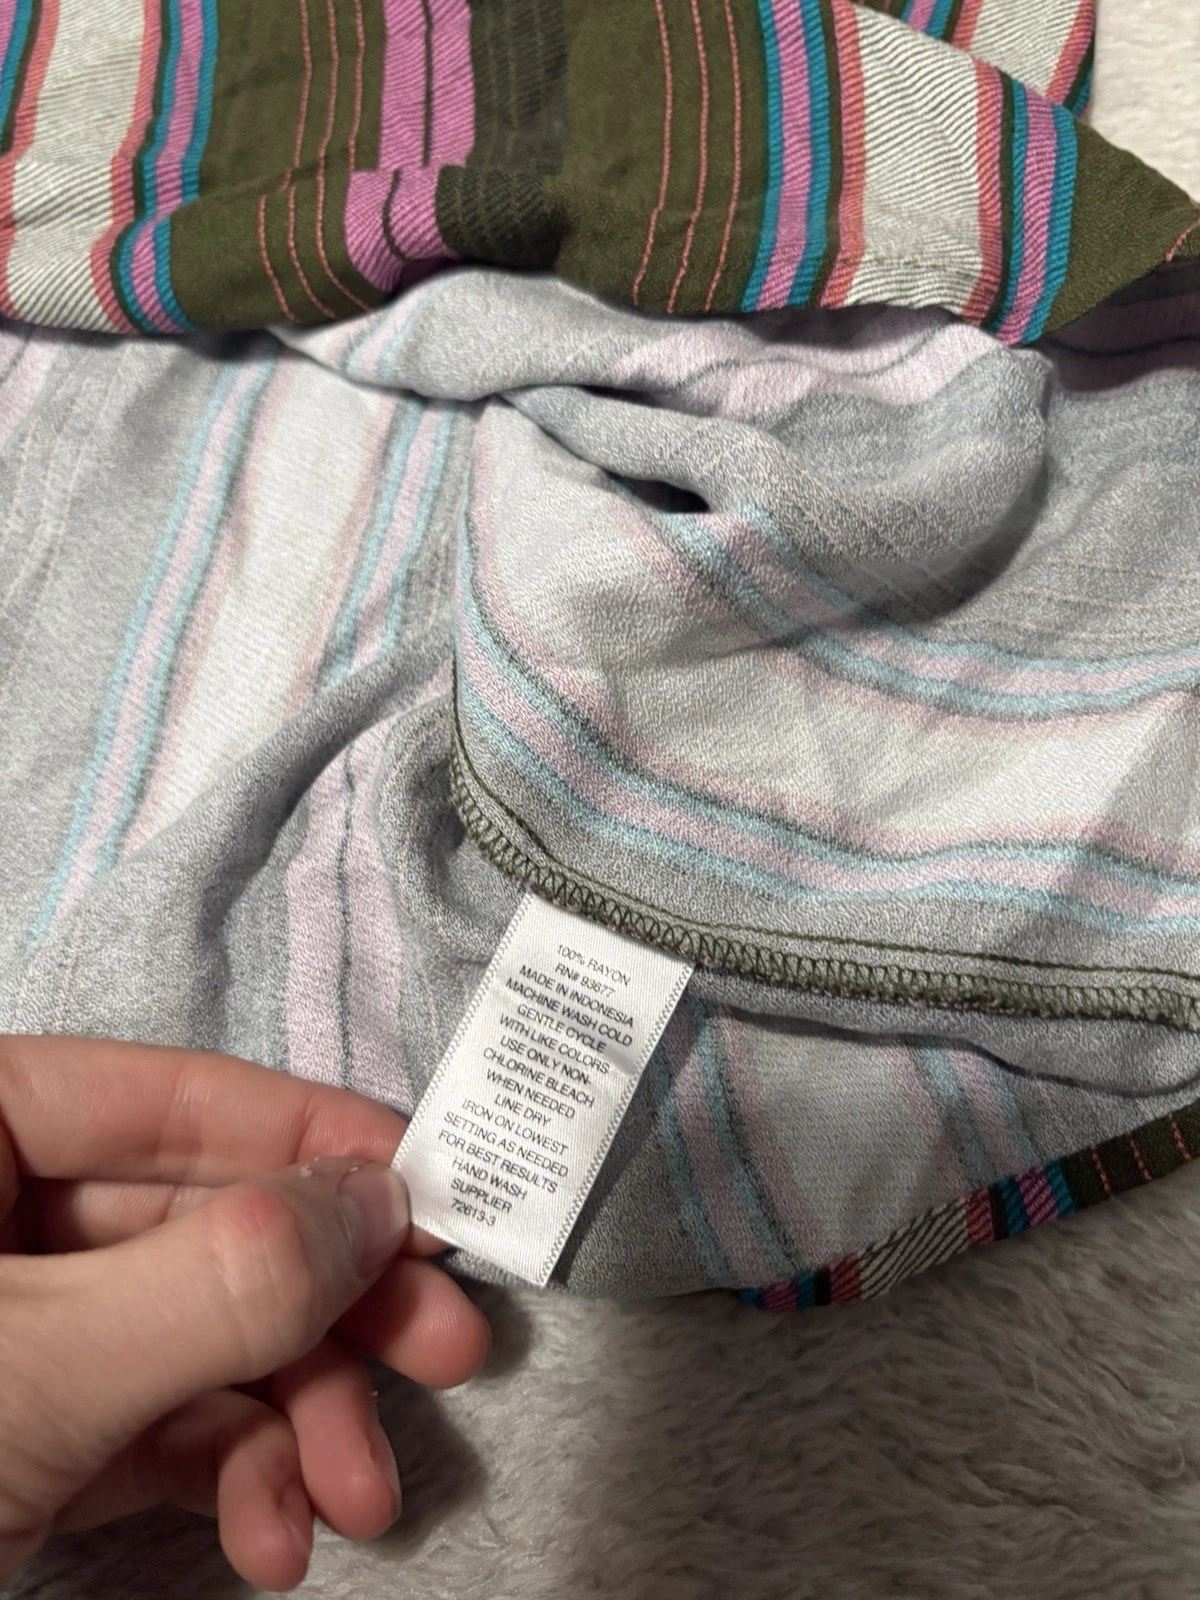 100% RAYON
RN# 93677
MADE IN INDONESIA
MACHINE WASH COLD
GENTLE CYCLE
WITH LIKE COLORS
USE ONLY NON.
CHLORINE BLEACH
WHEN NEEDED
LINE DRY
IRON ON LOWEST
SETTING AS NEEDED
FOR BEST RESULTS
HAND WASH
SUPPLIER
72613-3